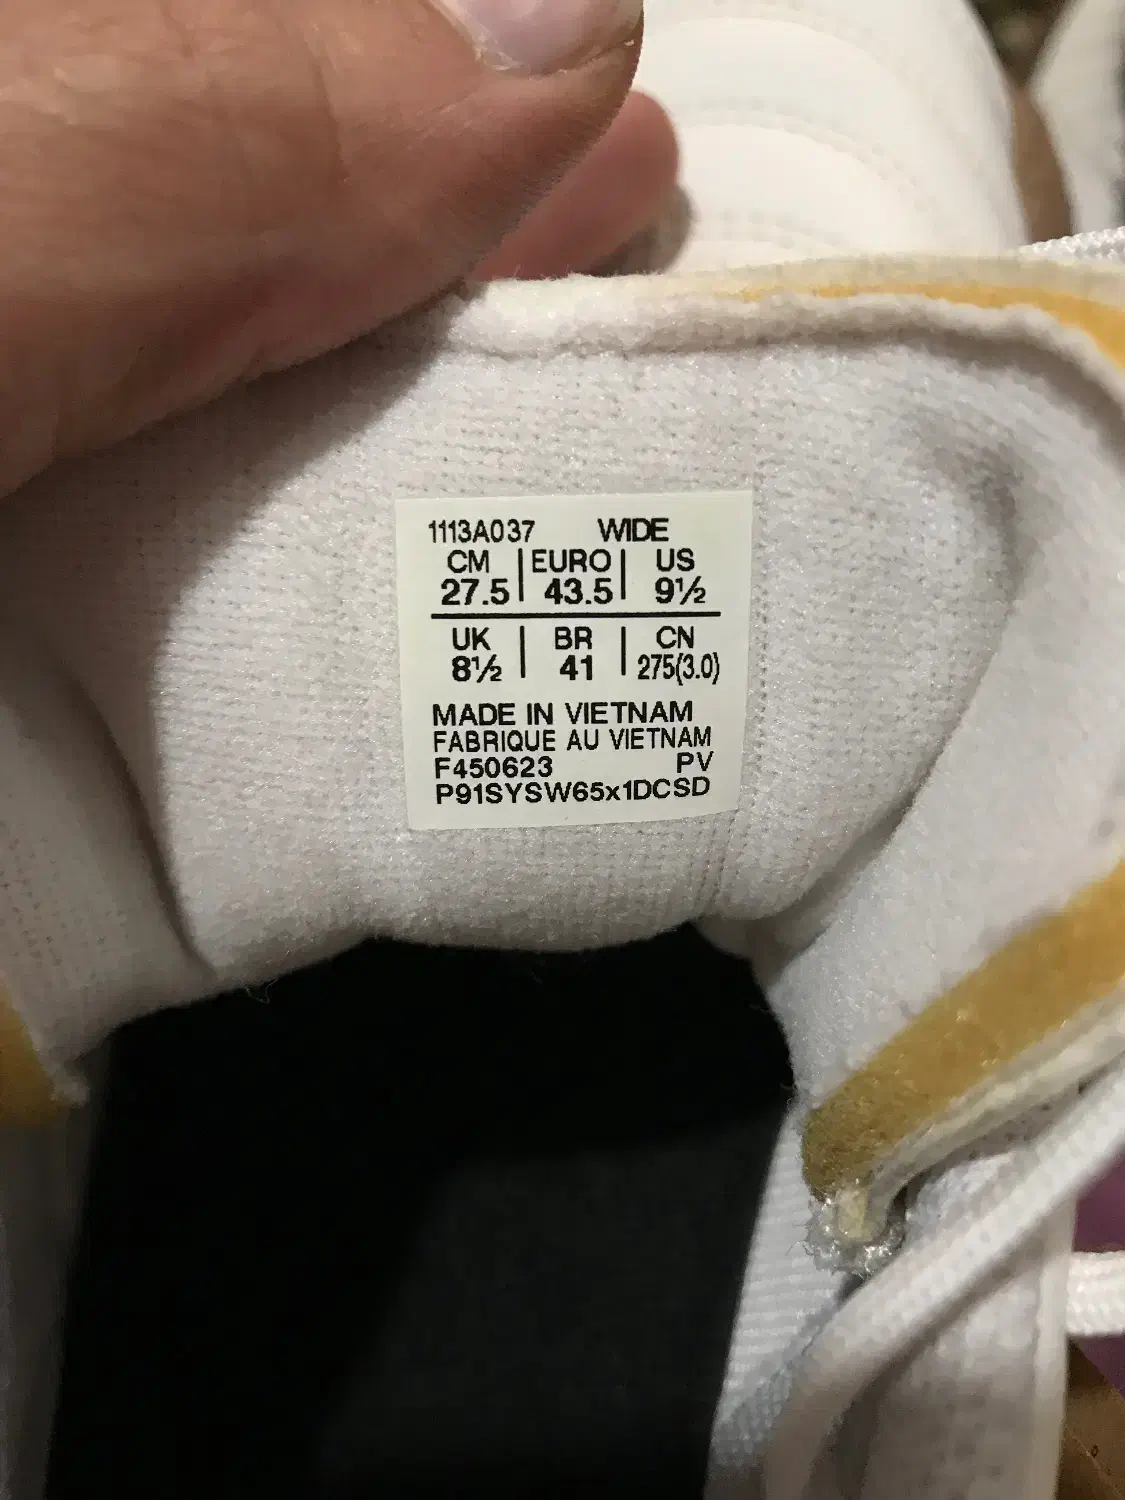 1113A037 WIDE
CM | EURO | US
27.5 | 43.5 | 9½
UK | BR | CN
8½ | 41 | 275(3.0)
MADE IN VIETNAM
FABRIQUE AU VIETNAM
F450623 PV
P91SYSW65x1DCSD